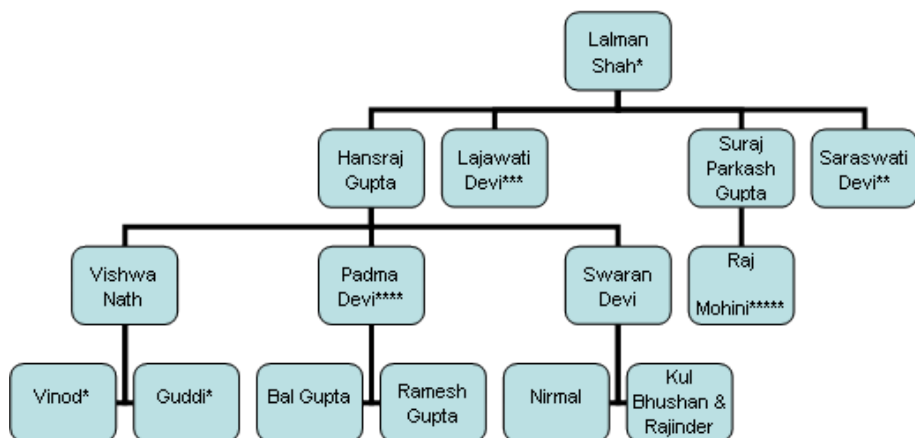 Lalman
Shah*
Hansraj
Gupta
Lajawati
Devi***
Suraj
Parkash
Gupta
Saraswati
Devi**
Vishwa
Nath
Padma
Devi****
Swaran
Devi
Raj
Mohini*****
Vinod*
Guddi*
Bal Gupta
Ramesh
Gupta
Nirmal
Kul
Bhushan &
Rajinder